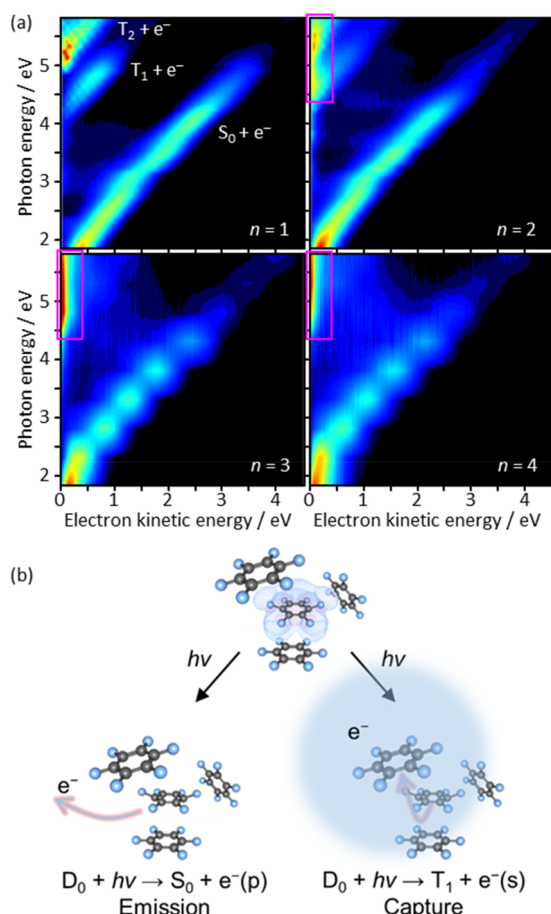 (a)
T₂ + e⁻
T₁ + e⁻
S₀ + e⁻
n = 1
n = 2
Photon energy / eV
5
4
3
2
n = 3
n = 4
Photon energy / eV
5
4
3
2
0 1 2 3 4
0 1 2 3 4
Electron kinetic energy / eV
Electron kinetic energy / eV
(b)
hν
hν
e⁻
e⁻
D₀ + hν → S₀ + e⁻(p)
Emission
D₀ + hν → T₁ + e⁻(s)
Capture